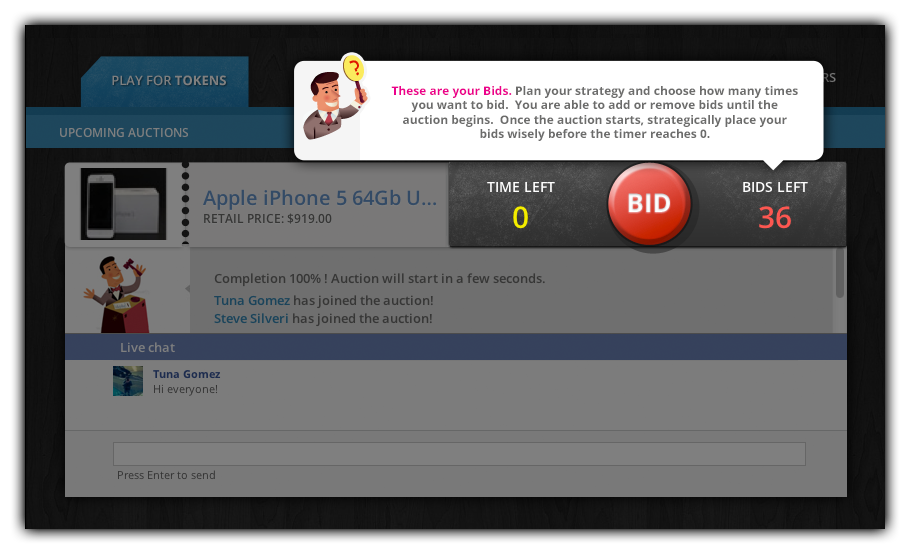 PLAY FOR TOKENS
RS
These are your Bids. Plan your strategy and choose how many times
you want to bid. You are able to add or remove bids until the
auction begins. Once the auction starts, strategically place your
bids wisely before the timer reaches 0.
UPCOMING AUCTIONS
Apple iPhone 5 64Gb U...
RETAIL PRICE: $919.00
TIME LEFT
0
BID
BIDS LEFT
36
Completion 100% ! Auction will start in a few seconds.
Tuna Gomez has joined the auction!
Steve Silveri has joined the auction!
Live chat
Tuna Gomez
Hi everyone!
Press Enter to send